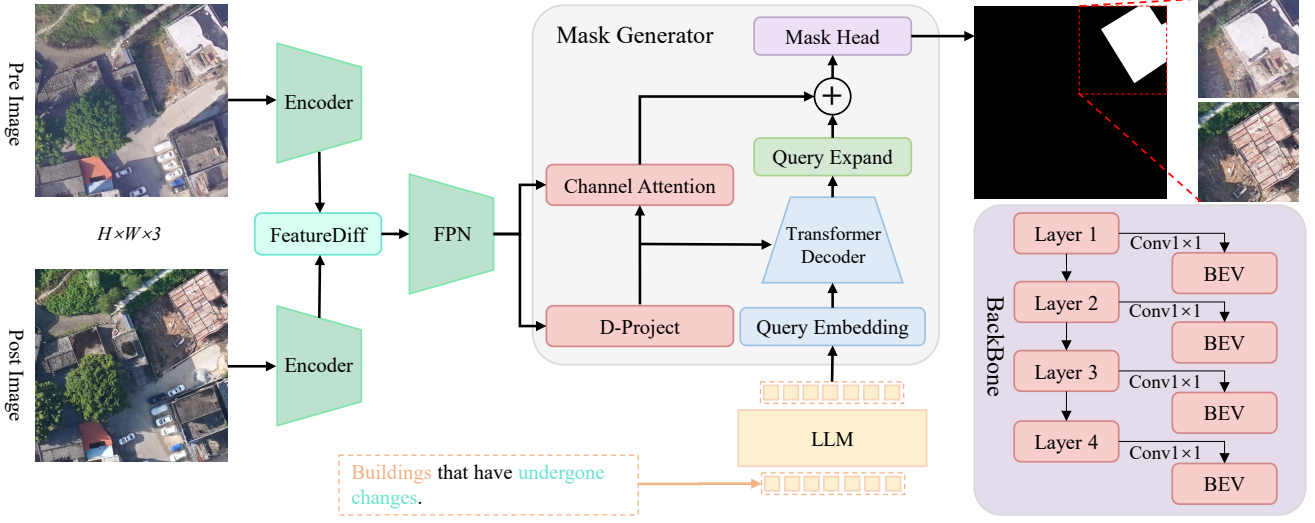 Pre Image
H×W×3
Post Image
Encoder
Encoder
FeatureDiff
FPN
Mask Generator
Mask Head
+
Query Expand
Channel Attention
Transformer
Decoder
D-Project
Query Embedding
LLM
Buildings that have undergone
changes.
BackBone
Layer 1
Conv1×1
BEV
Layer 2
Conv1×1
BEV
Layer 3
Conv1×1
BEV
Layer 4
Conv1×1
BEV